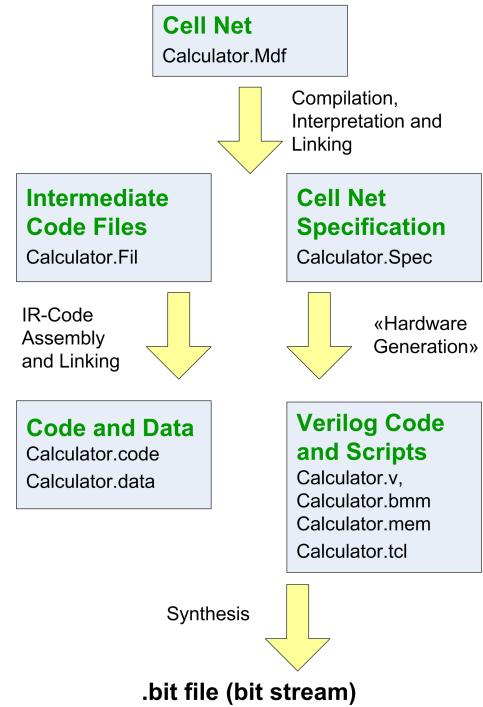 Cell Net
Calculator.Mdf
Compilation,
Interpretation and
Linking
Intermediate
Code Files
Calculator.Fil
Cell Net
Specification
Calculator.Spec
IR-Code
Assembly
and Linking
«Hardware
Generation»
Code and Data
Calculator.code
Calculator.data
Verilog Code
and Scripts
Calculator.v,
Calculator.bmm
Calculator.mem
Calculator.tcl
Synthesis
.bit file (bit stream)